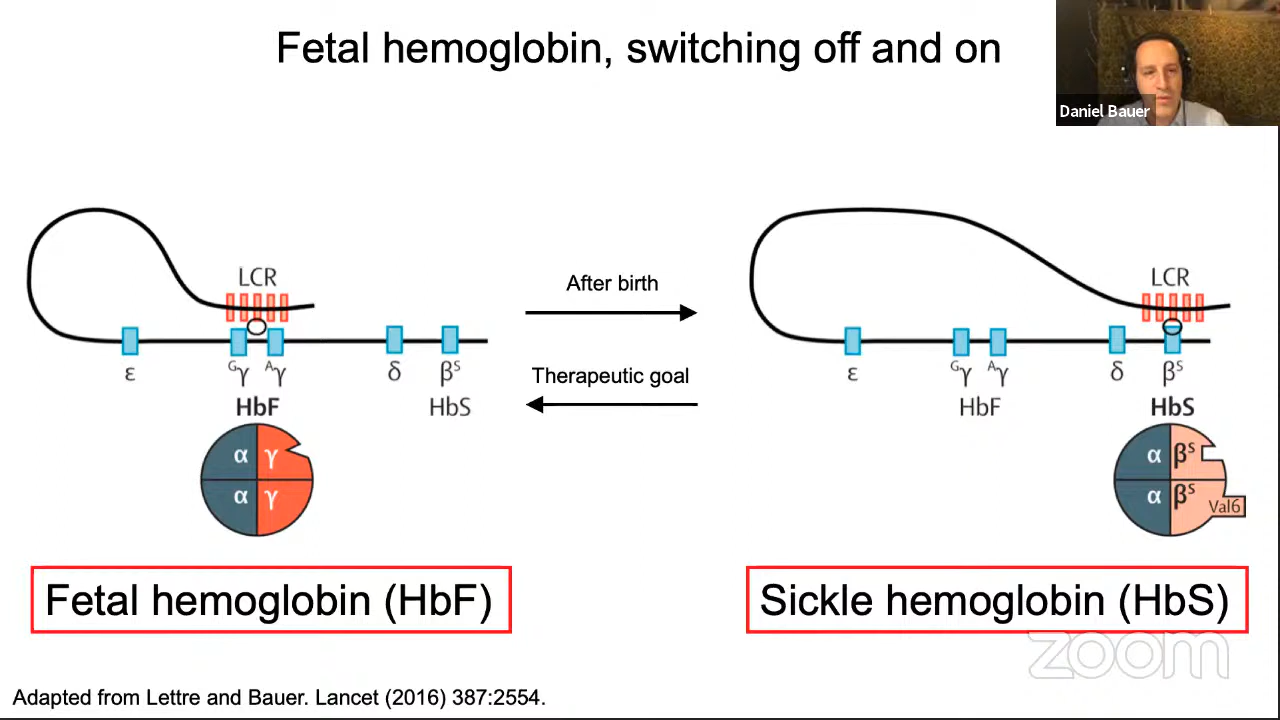 Fetal hemoglobin, switching off and on
Daniel Bauer
LCR
ε
ᴳγ
ᴬγ
δ
βˢ
HbF
HbS
α
γ
α
γ
Fetal hemoglobin (HbF)
After birth
Therapeutic goal
LCR
ε
ᴳγ
ᴬγ
δ
βˢ
HbF
HbS
α
βˢ
α
βˢ
Val6
Sickle hemoglobin (HbS)
zoom
Adapted from Lettre and Bauer. Lancet (2016) 387:2554.